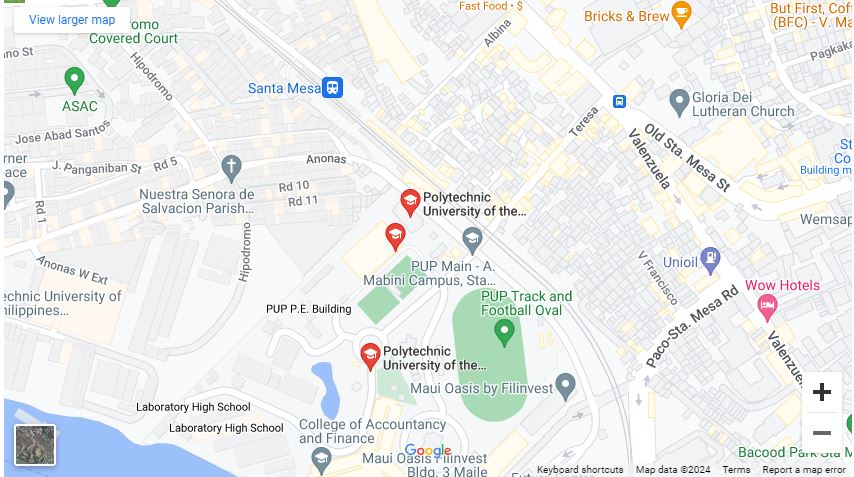 Fast Food • $
Bricks & Brew
But First, Cof
(BFC) - V. Ma
View larger map
Covered Court
Albina
Pagkaka
Hipodromo
Santa Mesa
ASAC
Gloria Dei
Lutheran Church
Teresa
Old Sta. Mesa St
Valenzuela
Jose Abad Santos
Building m
J. Panganiban St
Rd 5
Anonas
Nuestra Senora de
Salvacion Parish...
Rd 10
Rd 11
Rd 1
Polytechnic
University of the...
Wemsap
Hipodromo
Anonas W Ext
PUP Main - A.
Mabini Campus, Sta...
V Francisco
Unioil
Wow Hotels
echnic University of
hilippines...
PUP P.E. Building
PUP Track and
Football Oval
Paco-Sta. Mesa Rd
Valenzuela
Polytechnic
University of the...
Maui Oasis by Filinvest
Laboratory High School
Laboratory High School
College of Accountancy
and Finance
Google
Maui Oasis Filinvest
Bldg. 3 Maile
Bacood Park Sta M
Keyboard shortcuts
Map data ©2024
Terms
Report a map error